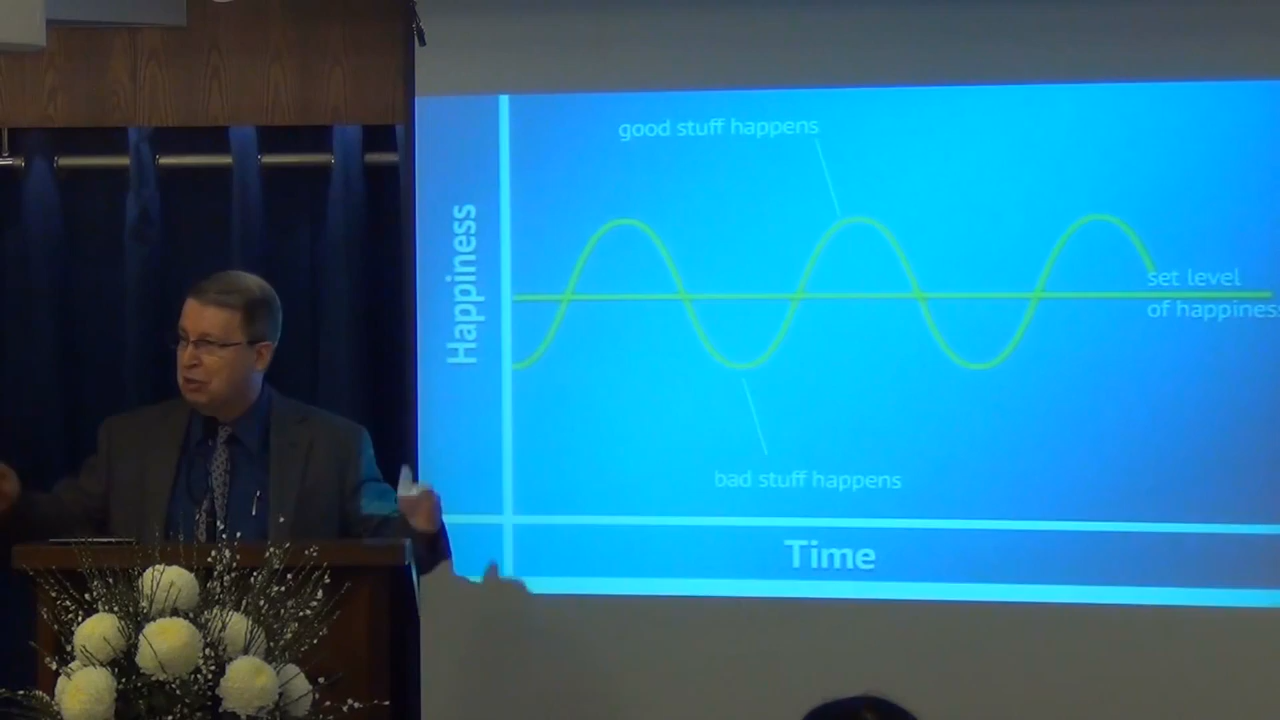 good stuff happens
Happiness
set level
of happiness
bad stuff happens
Time